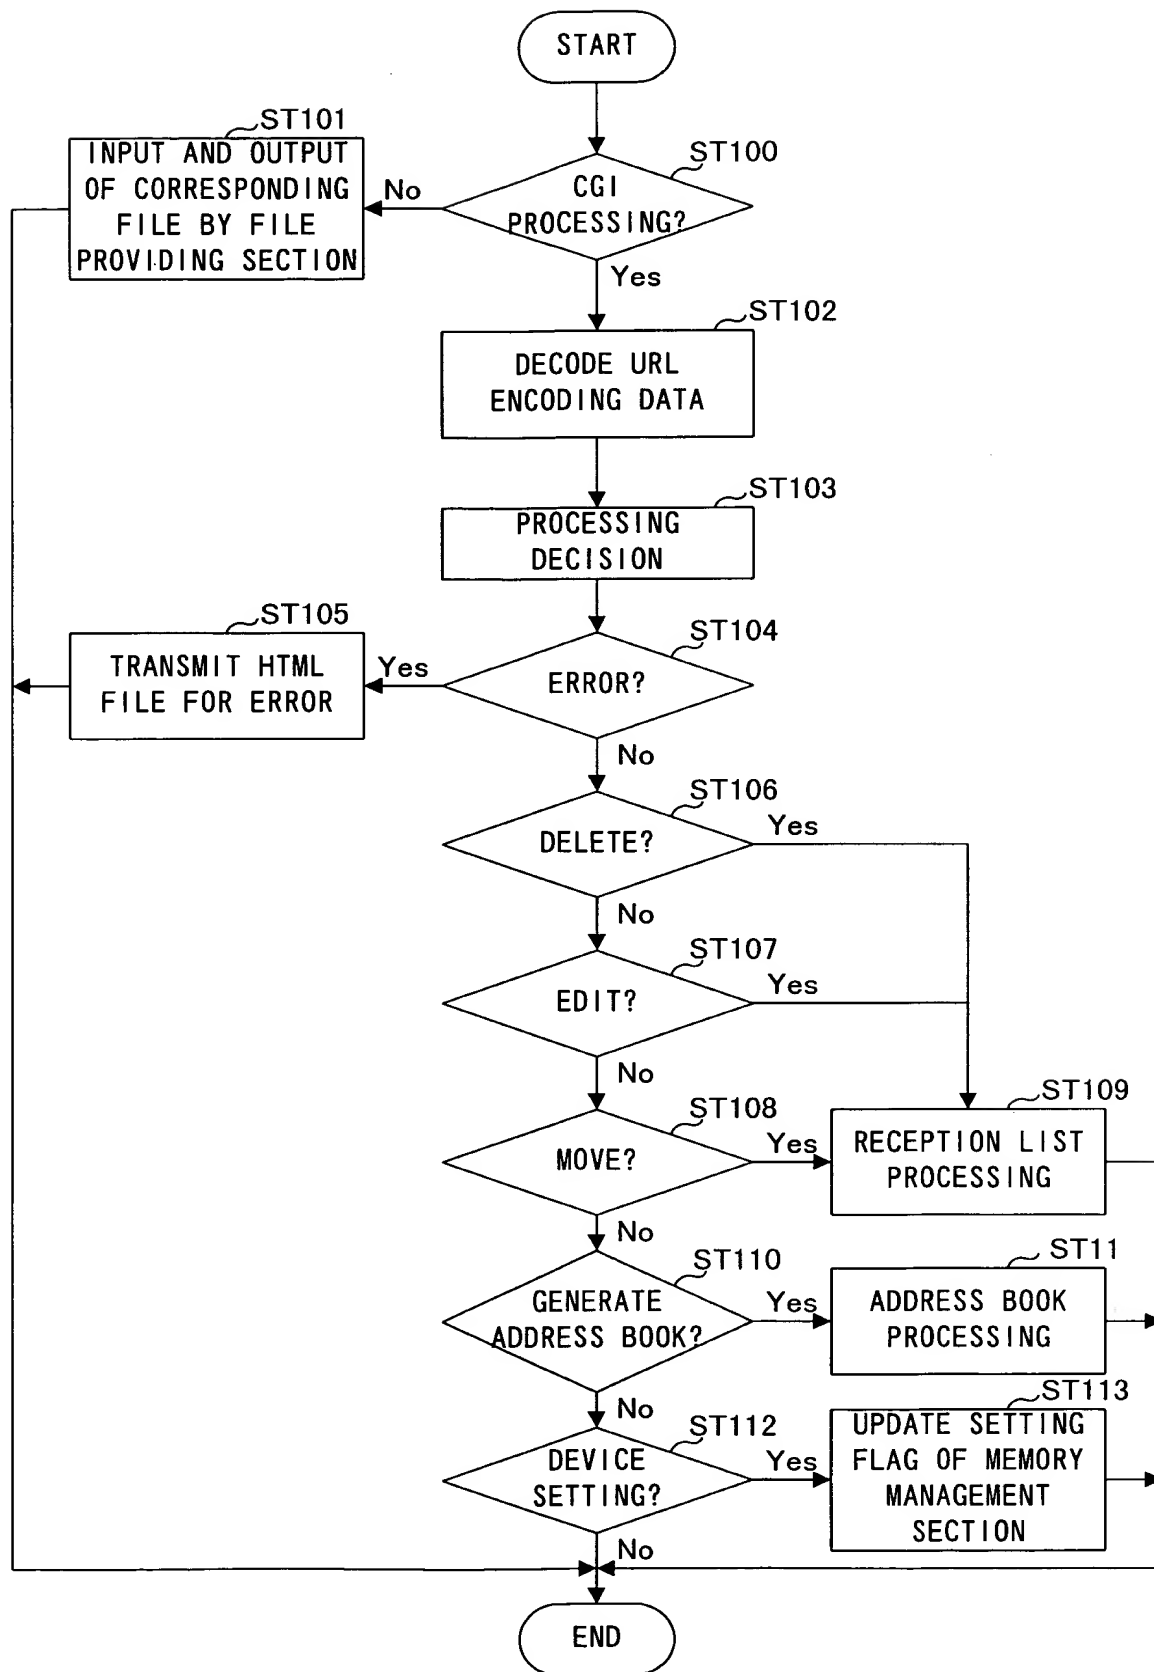 START
ST101
INPUT AND OUTPUT
OF CORRESPONDING
FILE BY FILE
PROVIDING SECTION
No
ST100
CGI
PROCESSING?
Yes
ST102
DECODE URL
ENCODING DATA
ST103
PROCESSING
DECISION
ST105
TRANSMIT HTML
FILE FOR ERROR
Yes
ST104
ERROR?
No
ST106
DELETE?
Yes
No
ST107
EDIT?
Yes
No
ST108
MOVE?
Yes
ST109
RECEPTION LIST
PROCESSING
No
ST110
GENERATE
ADDRESS BOOK?
Yes
ST11
ADDRESS BOOK
PROCESSING
No
ST112
DEVICE
SETTING?
Yes
ST113
UPDATE SETTING
FLAG OF MEMORY
MANAGEMENT
SECTION
No
END